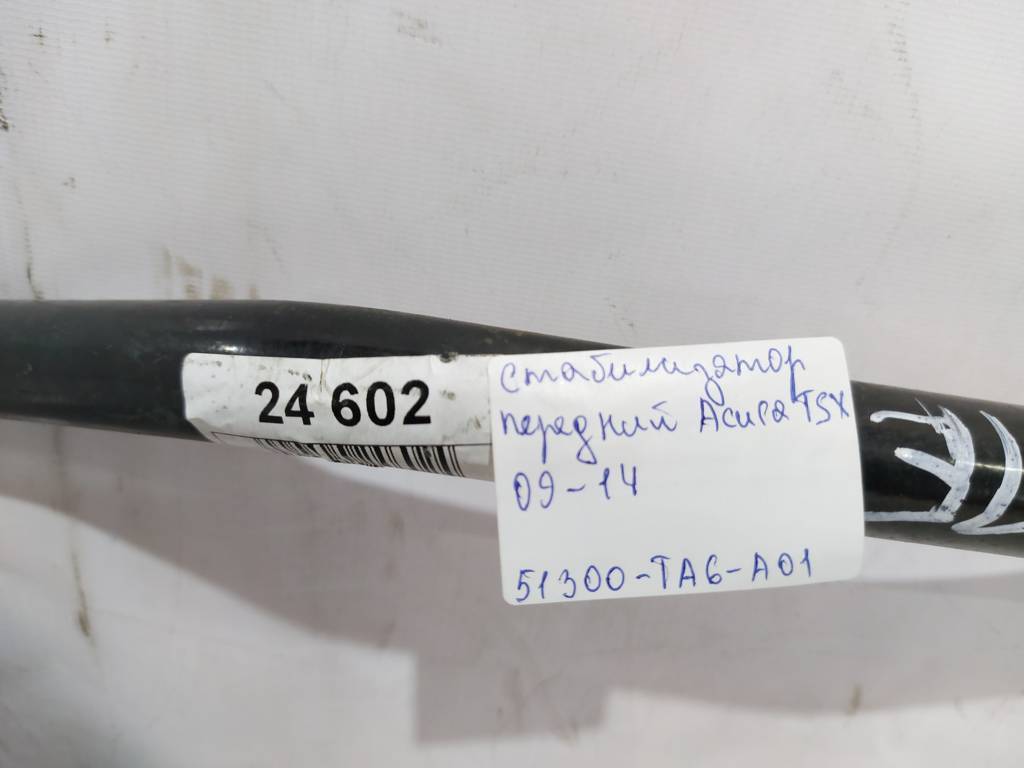 24 602
Стабилизатор
передний Acura TSX
09-14
51300-TA6-A01